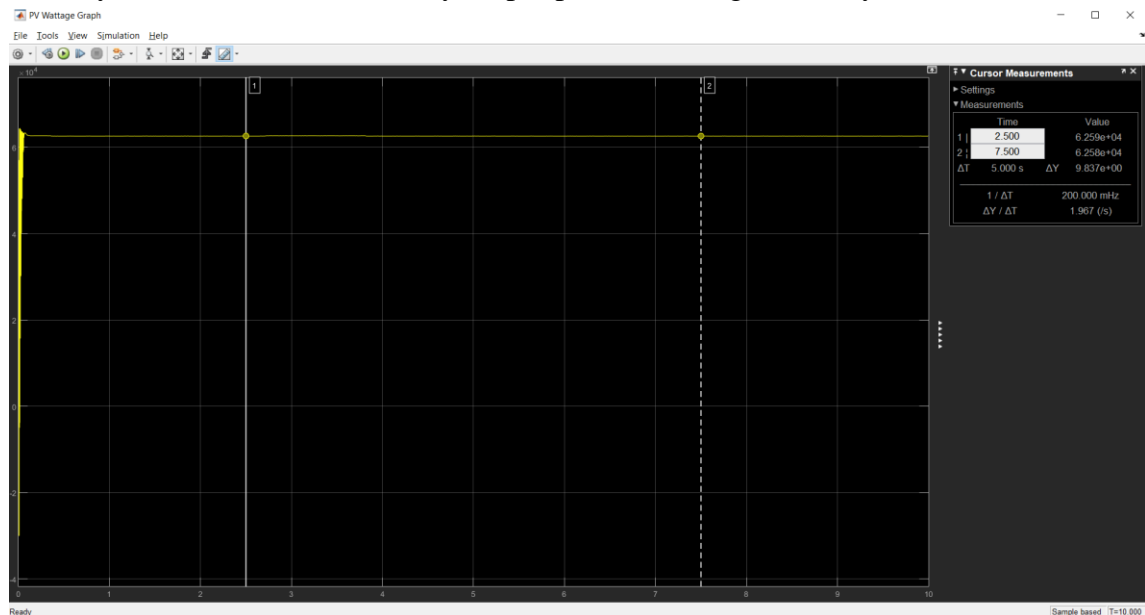 PV Wattage Graph
File Tools View Simulation Help
×10⁴
1
2
6
4
2
0
-2
-4
0 1 2 3 4 5 6 7 8 9 10
Cursor Measurements
Settings
Measurements
Time Value
1 | 2.500 6.259e+04
2 ¦ 7.500 6.258e+04
ΔT 5.000 s ΔY 9.837e+00
1 / ΔT 200.000 mHz
ΔY / ΔT 1.967 (/s)
Ready Sample based T=10.000